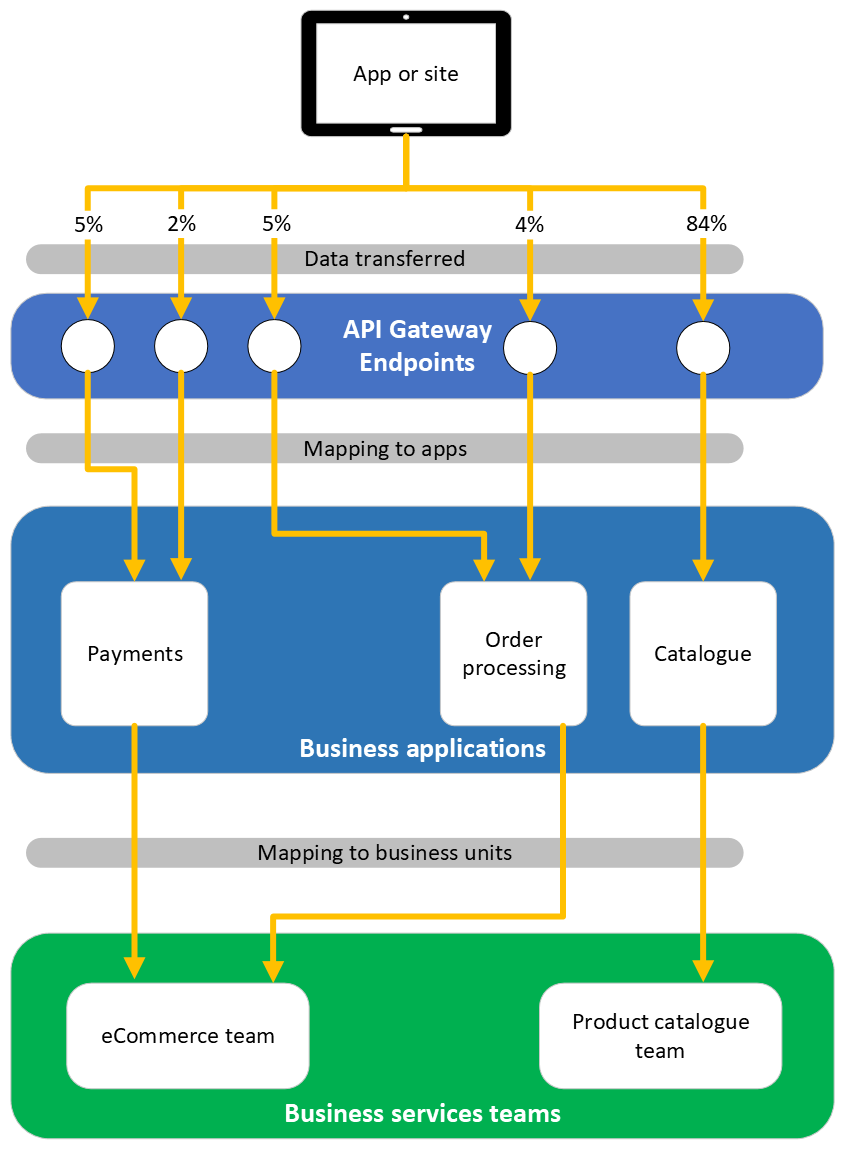 App or site
5%
2%
5%
4%
84%
Data transferred
API Gateway
Endpoints
Mapping to apps
Payments
Order
processing
Catalogue
Business applications
Mapping to business units
eCommerce team
Product catalogue
team
Business services teams